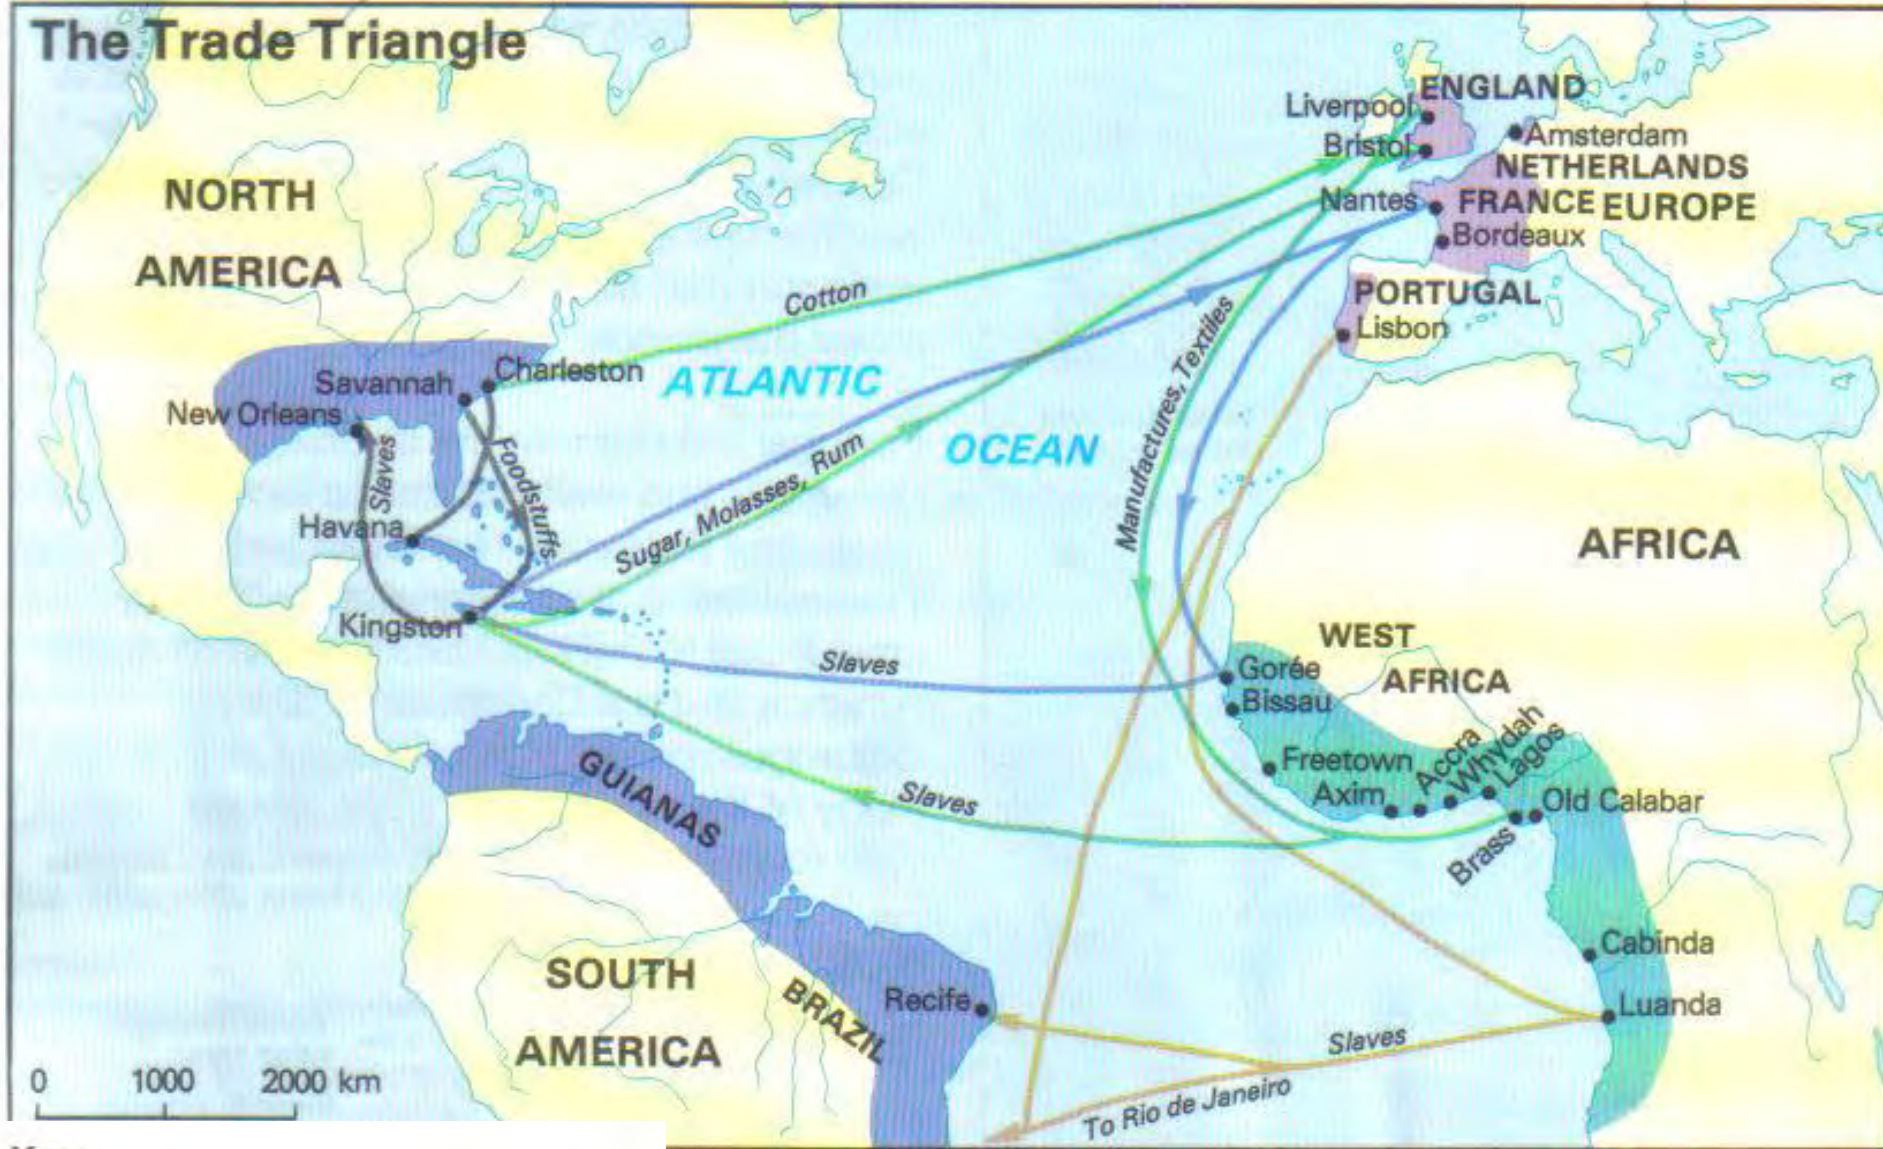 The Trade Triangle
ENGLAND
Liverpool
Bristol
Amsterdam
NETHERLANDS
Nantes
FRANCE
EUROPE
Bordeaux
PORTUGAL
Lisbon
NORTH
AMERICA
Cotton
Charleston
Savannah
New Orleans
ATLANTIC
OCEAN
Manufactures, Textiles
Slaves
Foodstuffs
Sugar, Molasses, Rum
Havana
Kingston
AFRICA
WEST
AFRICA
Slaves
Gorée
Bissau
Freetown
Axim
Accra
Whydah
Lagos
Old Calabar
Brass
Slaves
GUIANAS
Cabinda
Luanda
SOUTH
AMERICA
BRAZIL
Recife
Slaves
To Rio de Janeiro
0 1000 2000 km